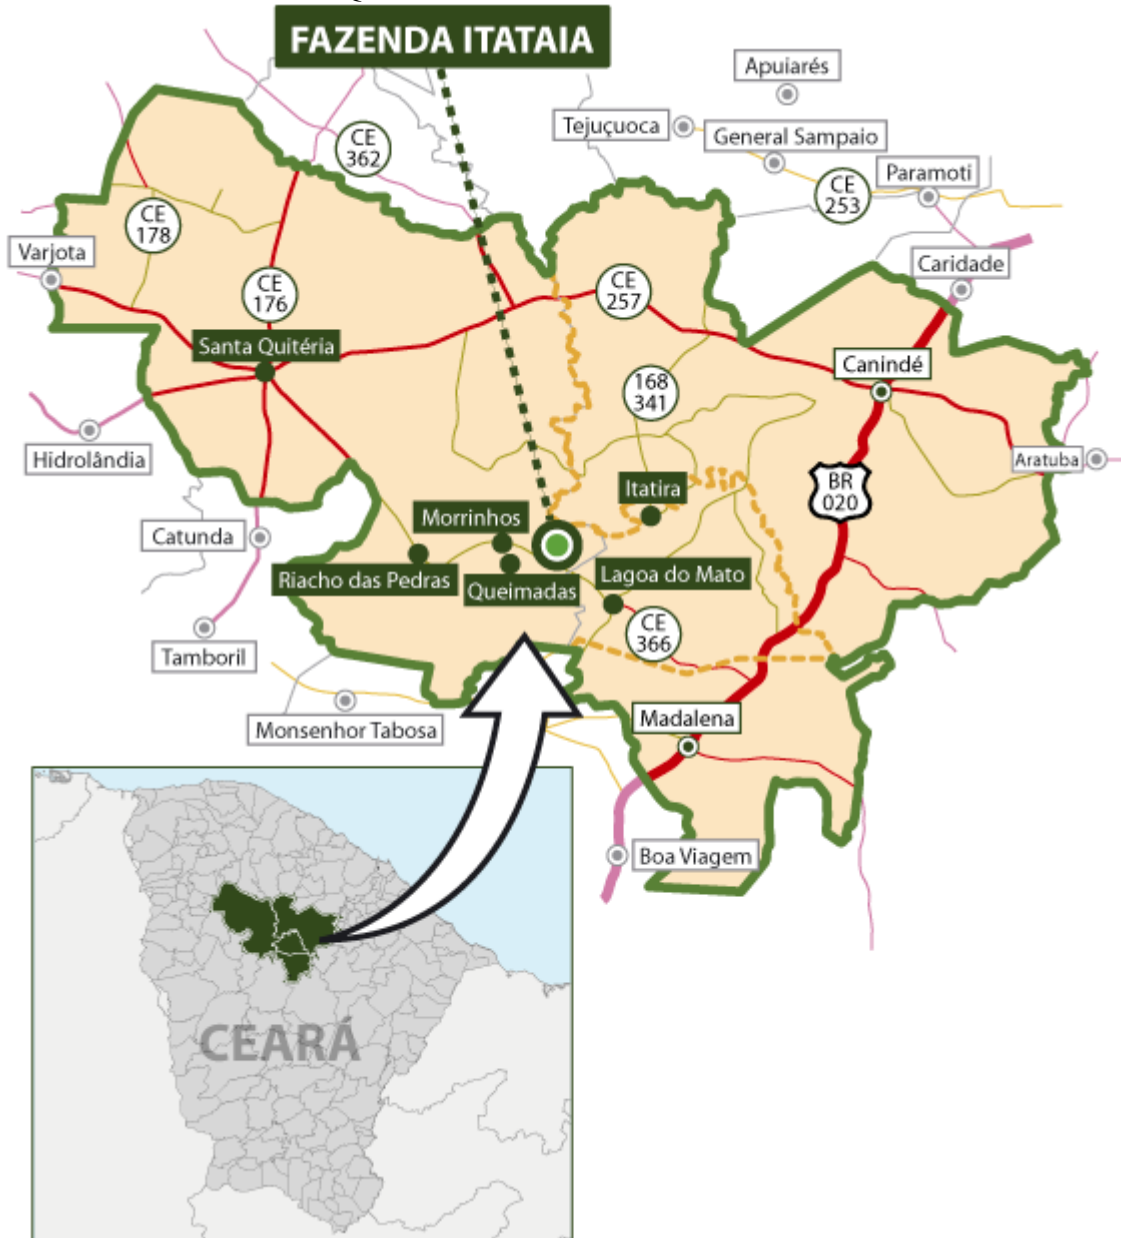 FAZENDA ITATAIA
Apuiarés
Tejuçuoca
General Sampaio
CE
362
Paramoti
CE
253
CE
178
Varjota
Caridade
CE
176
CE
257
Santa Quitéria
Canindé
168
341
Hidrolândia
Aratuba
Itatira
BR
020
Morrinhos
Catunda
Riacho das Pedras
Queimadas
Lagoa do Mato
CE
366
Tamboril
Monsenhor Tabosa
Madalena
Boa Viagem
CEARÁ